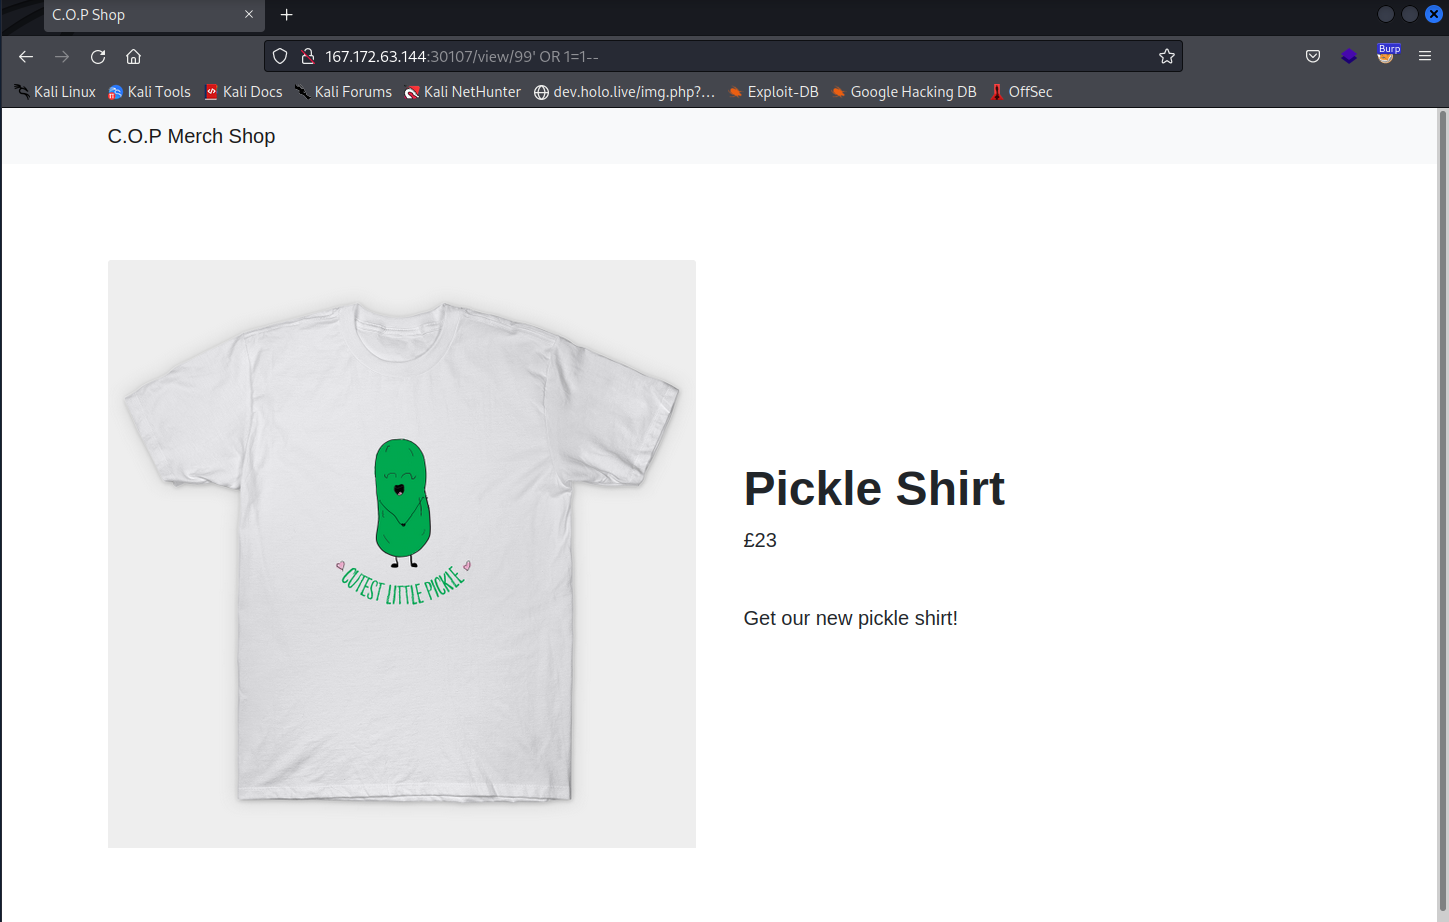 C.O.P Shop
167.172.63.144:30107/view/99' OR 1=1--
Burp
Kali Linux Kali Tools Kali Docs Kali Forums Kali NetHunter dev.holo.live/img.php?... Exploit-DB Google Hacking DB OffSec
C.O.P Merch Shop
CUTEST LITTLE PICKLE
Pickle Shirt
£23
Get our new pickle shirt!